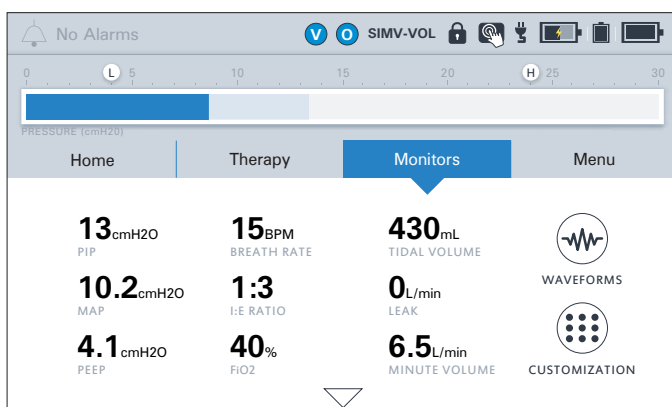 No Alarms V O SIMV-VOL
0 L 5 10 15 20 H 25 30
PRESSURE (cmH20)
Home Therapy Monitors Menu
13cmH2O 15BPM 430mL
PIP BREATH RATE TIDAL VOLUME
WAVEFORMS
10.2cmH2O 1:3 0L/min
MAP I:E RATIO LEAK
4.1cmH2O 40% 6.5L/min
PEEP FiO2 MINUTE VOLUME CUSTOMIZATION